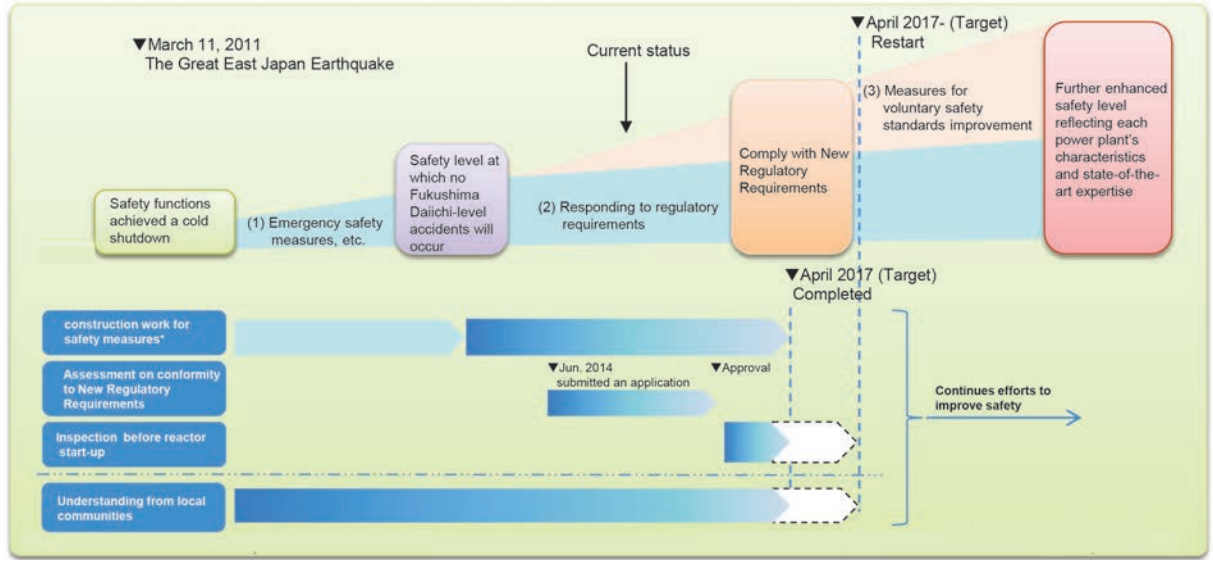 ▼March 11, 2011
The Great East Japan Earthquake
Current status
▼April 2017- (Target)
Restart
Safety functions
achieved a cold
shutdown
(1) Emergency safety
measures, etc.
Safety level at
which no
Fukushima
Daiichi-level
accidents will
occur
(2) Responding to regulatory
requirements
Comply with New
Regulatory
Requirements
(3) Measures for
voluntary safety
standards improvement
Further enhanced
safety level
reflecting each
power plant's
characteristics
and state-of-the-
art expertise
▼April 2017 (Target)
Completed
construction work for
safety measures*
Assessment on conformity
to New Regulatory
Requirements
▼Jun. 2014
submitted an application
▼Approval
Inspection before reactor
start-up
Understanding from local
communities
Continues efforts to
improve safety